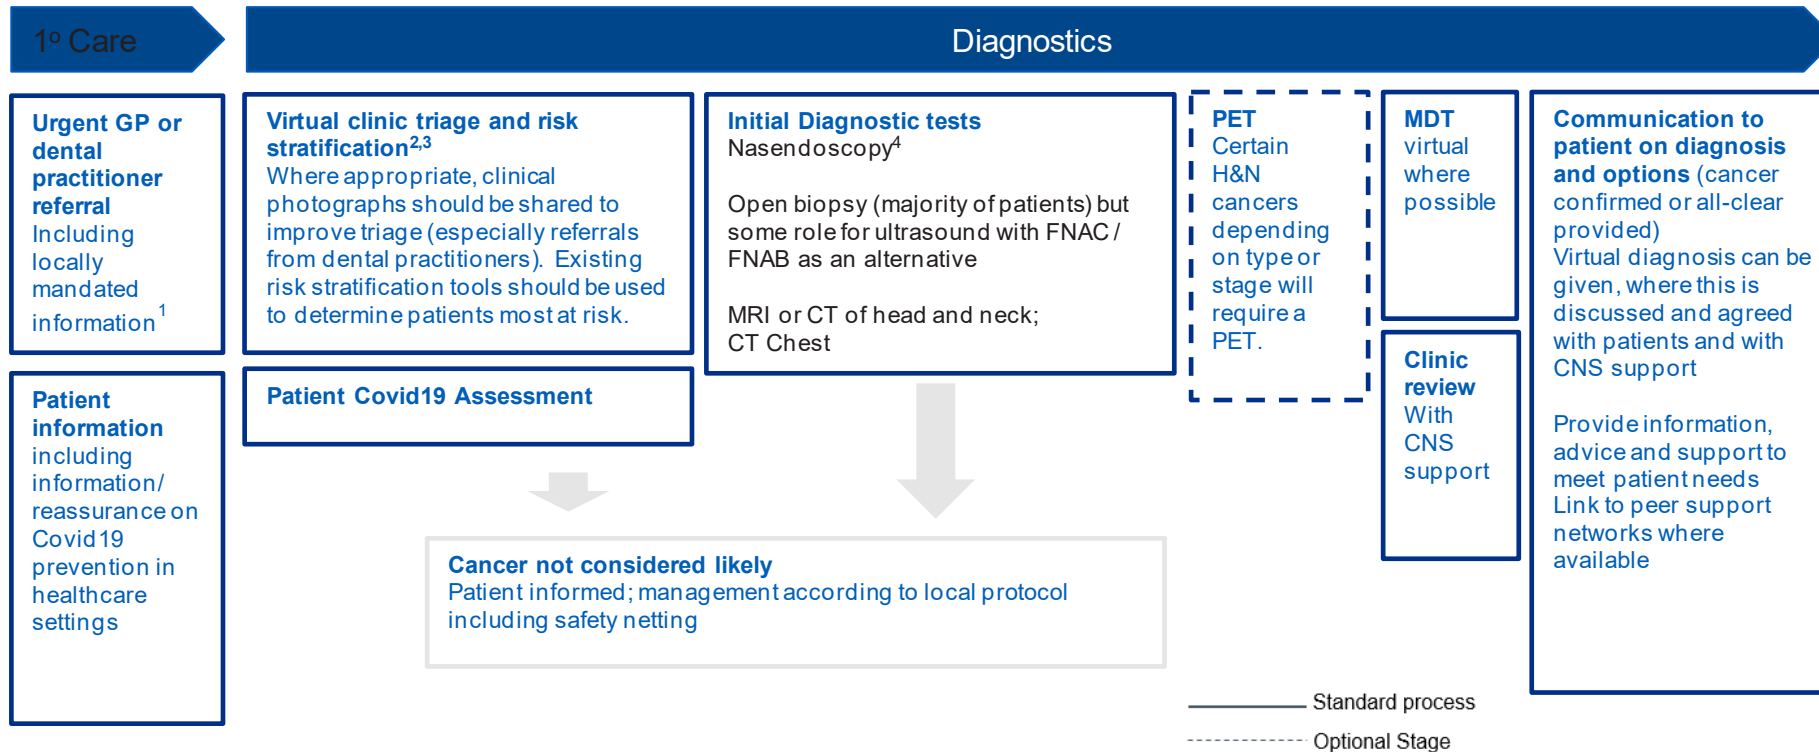 1º Care
Diagnostics
Urgent GP or
dental
practitioner
referral
Including
locally
mandated
information1
Patient
information
including
information/
reassurance on
Covid19
prevention in
healthcare
settings
Virtual clinic triage and risk
stratification2,3
Where appropriate, clinical
photographs should be shared to
improve triage (especially referrals
from dental practitioners). Existing
risk stratification tools should be used
to determine patients most at risk.
Patient Covid19 Assessment
Initial Diagnostic tests
Nasendoscopy4
Open biopsy (majority of patients) but
some role for ultrasound with FNAC /
FNAB as an alternative
MRI or CT of head and neck;
CT Chest
Cancer not considered likely
Patient informed; management according to local protocol
including safety netting
PET
Certain
H&N
cancers
depending
on type or
stage will
require a
PET.
MDT
virtual
where
possible
Clinic
review
With
CNS
support
Communication to
patient on diagnosis
and options (cancer
confirmed or all-clear
provided)
Virtual diagnosis can be
given, where this is
discussed and agreed
with patients and with
CNS support
Provide information,
advice and support to
meet patient needs
Link to peer support
networks where
available
Standard process
Optional Stage